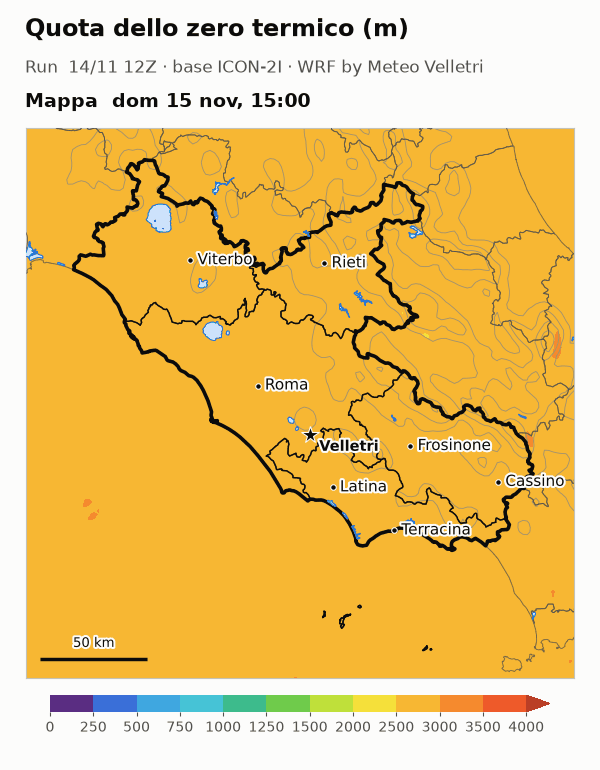 Quota dello zero termico (m)
Run 14/11 12Z · base ICON-2I · WRF by Meteo Velletri
Mappa dom 15 nov, 15:00
Viterbo
Rieti
Roma
Velletri
Frosinone
Latina
Cassino
Terracina
50 km
0 250 500 750 1000 1250 1500 2000 2500 3000 3500 4000